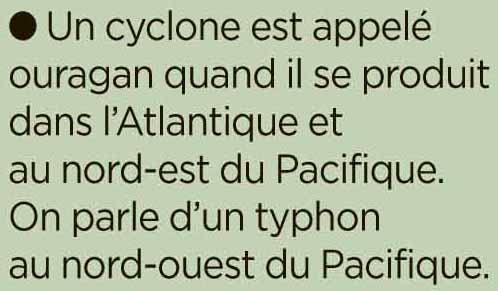 ● Un cyclone est appelé
ouragan quand il se produit
dans l’Atlantique et
au nord-est du Pacifique.
On parle d’un typhon
au nord-ouest du Pacifique.